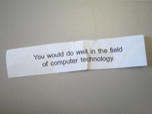 You would do well in the field
of computer technology.